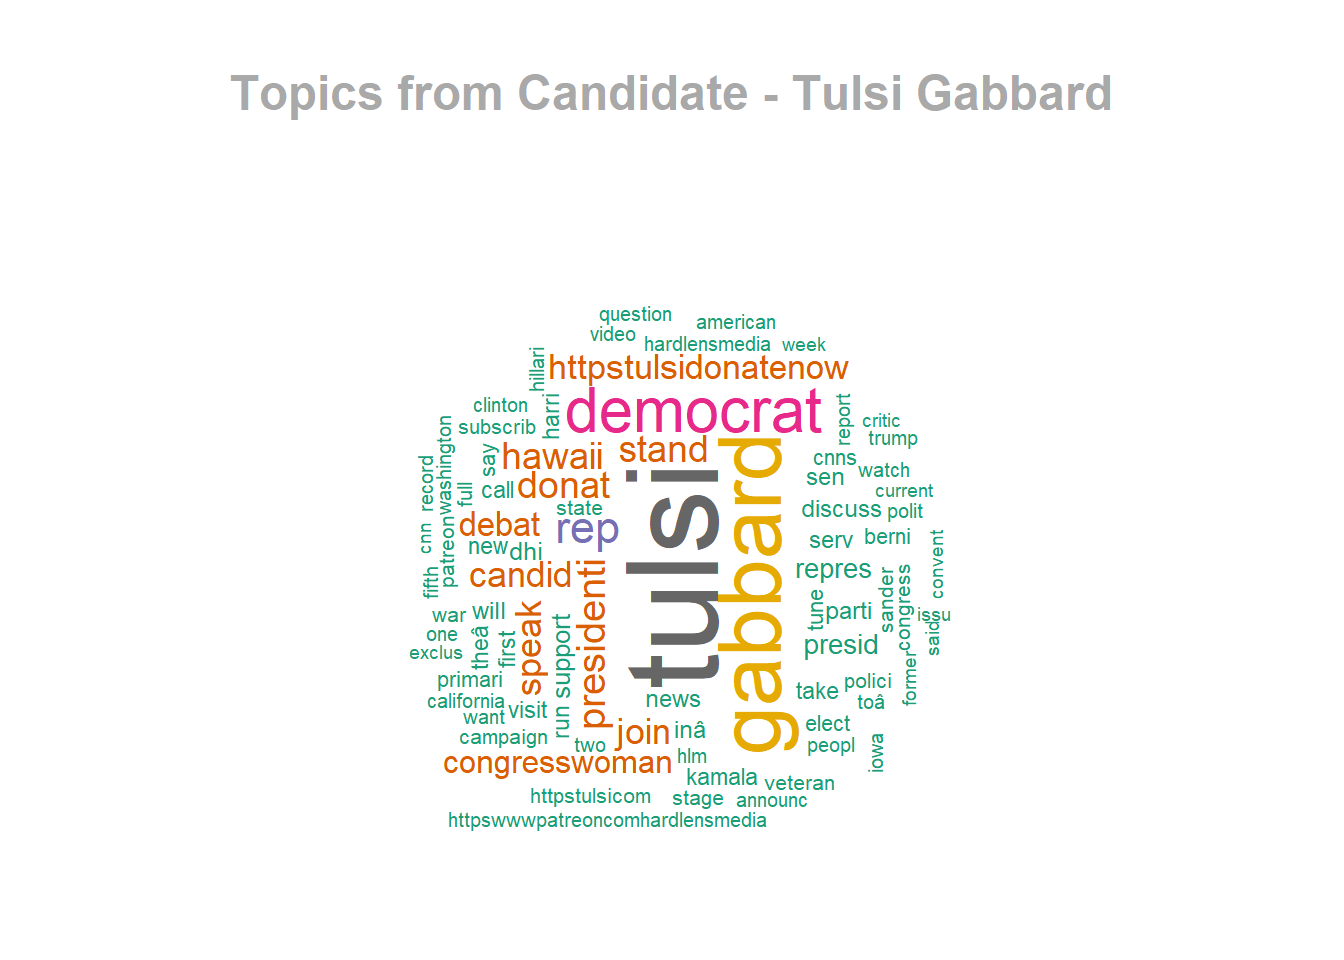 Topics from Candidate - Tulsi Gabbard
question
american
video
hardlensmedia
week
hillari
httpstulsidonatenow
clinton
harri
democrat
report
critic
subscrib
trump
washington
say
hawaii
stand
cnns
record
full
call
donat
sen
watch
current
state
tulsi
gabbard
discuss
polit
cnn
patreon
debat
rep
serv
berni
new
dhi
fifth
candid
presidenti
repres
convent
sander
congress
war
will
speak
tune
parti
issu
one
theâ
first
support
presid
said
exclus
primari
former
california
visit
run
news
take
polici
toâ
want
campaign
two
join
inâ
elect
peopl
iowa
congresswoman
hlm
kamala
veteran
httpstulsicom
stage
announc
httpswwwpatreoncomhardlensmedia